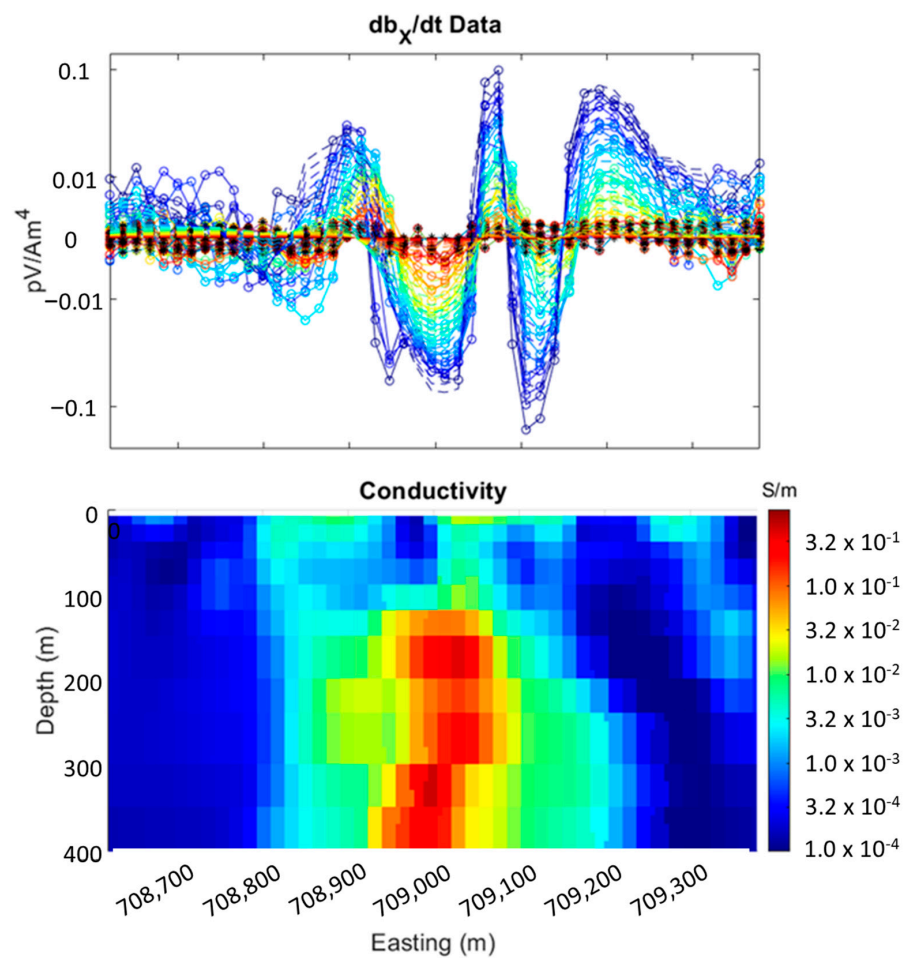 db_X/dt Data
0.1
0.01
0
−0.01
−0.1
pV/Am⁴
Conductivity
S/m
0
0
100
200
300
400
Depth (m)
3.2 x 10⁻¹
1.0 x 10⁻¹
3.2 x 10⁻²
1.0 x 10⁻²
3.2 x 10⁻³
1.0 x 10⁻³
3.2 x 10⁻⁴
1.0 x 10⁻⁴
708,700
708,800
708,900
709,000
709,100
709,200
709,300
Easting (m)